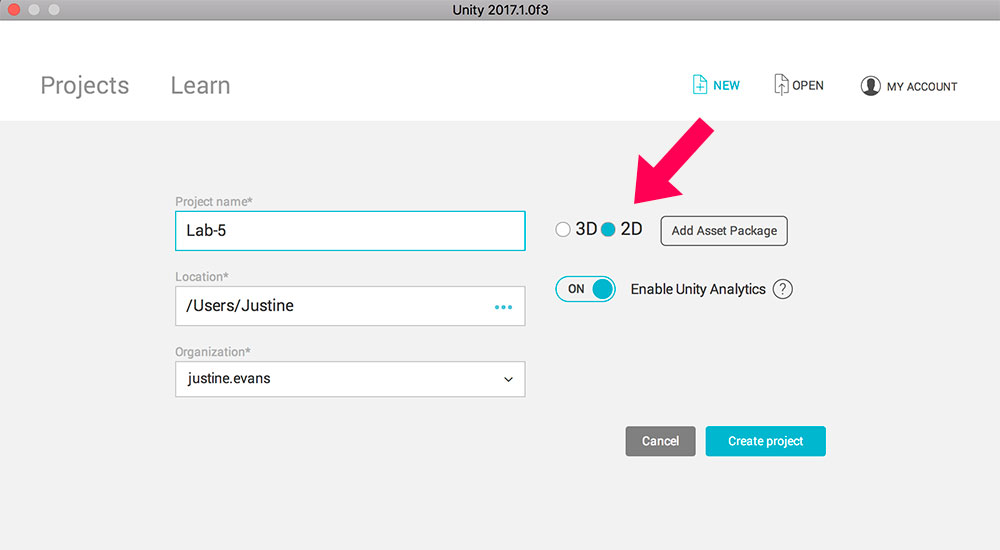 Unity 2017.1.0f3
Projects
Learn
NEW
OPEN
MY ACCOUNT
Project name*
Lab-5
3D
2D
Add Asset Package
Location*
/Users/Justine
ON
Enable Unity Analytics ?
Organization*
justine.evans
Cancel
Create project